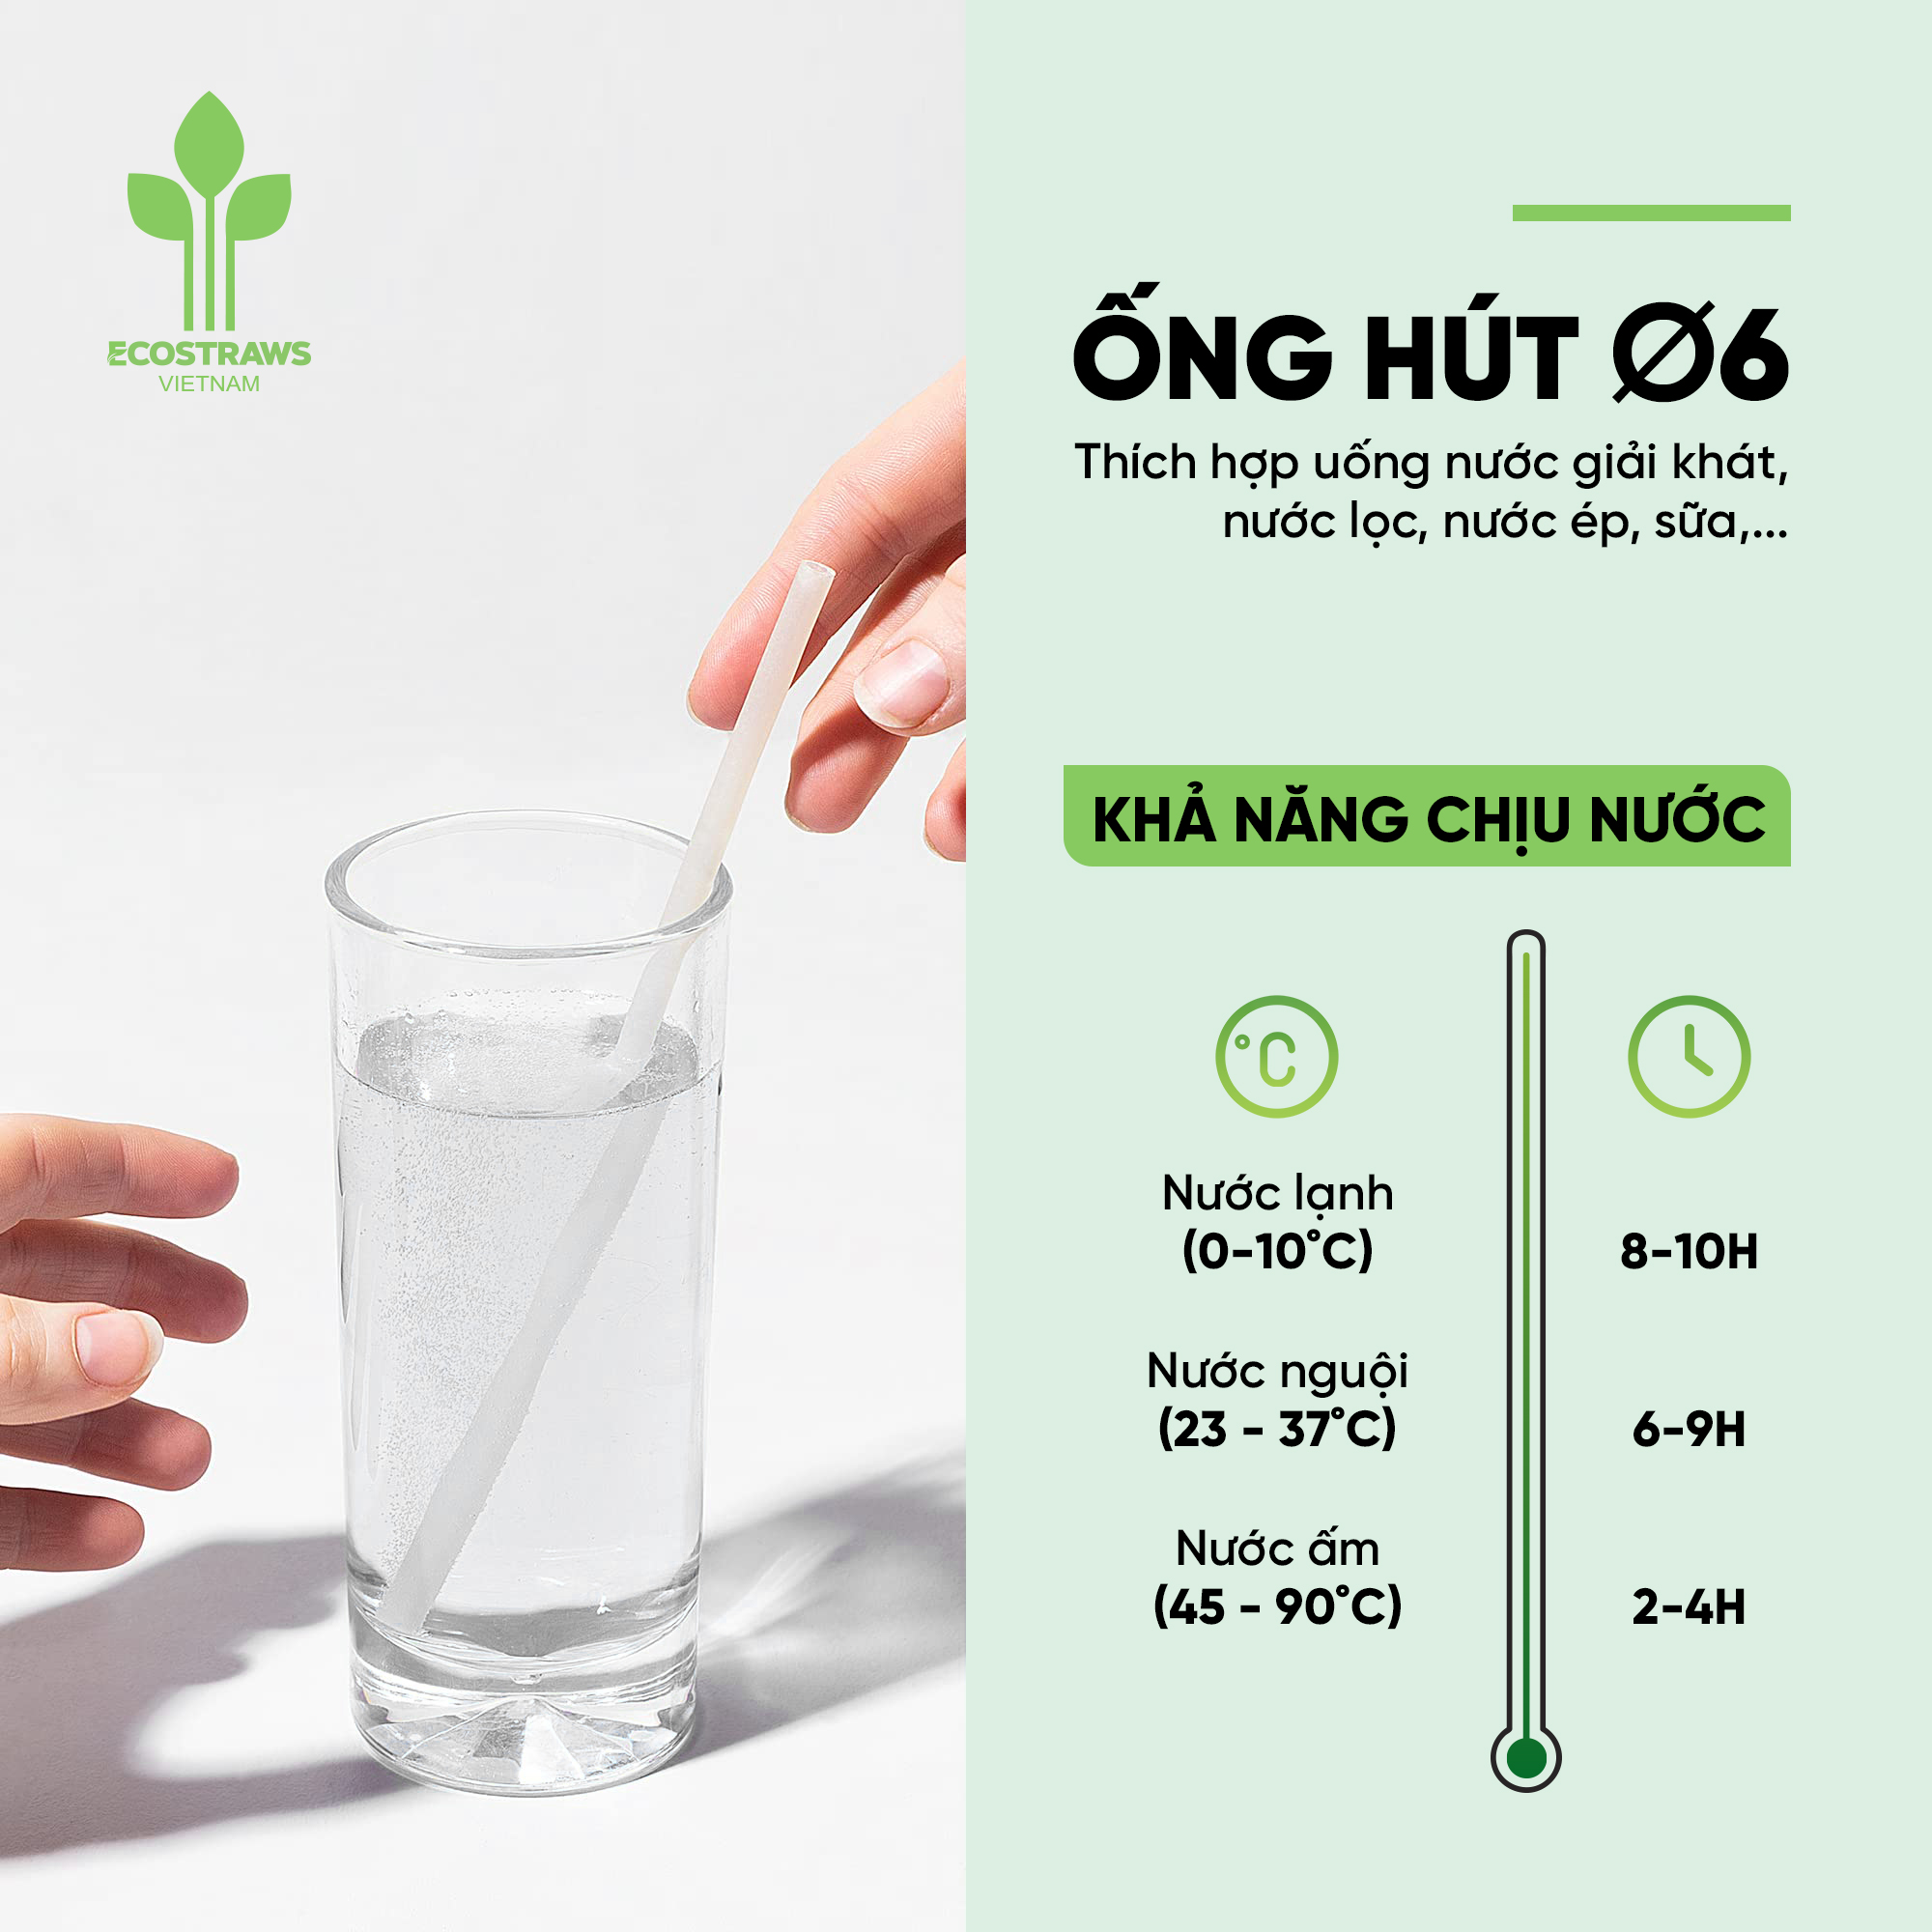 ECOSTRAWS
VIETNAM
ỐNG HÚT Ø6
Thích hợp uống nước giải khát,
nước lọc, nước ép, sữa,...
KHẢ NĂNG CHỊU NƯỚC
°C
Nước lạnh
(0-10°C)
8-10H
Nước nguội
(23 - 37°C)
6-9H
Nước ấm
(45 - 90°C)
2-4H